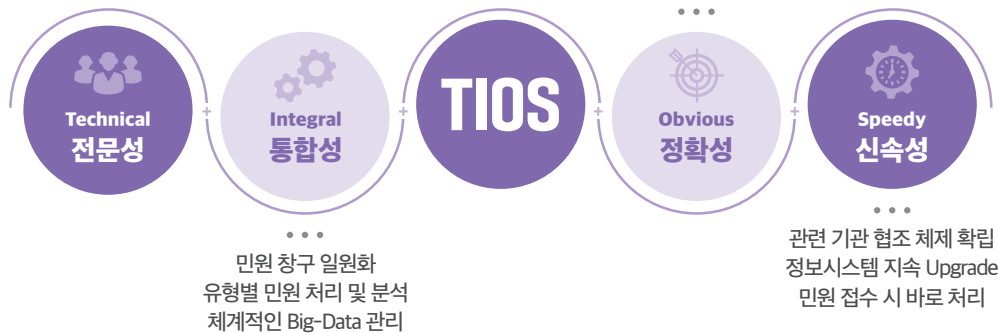 Technical
전문성
Integral
통합성
TIOS
Obvious
정확성
Speedy
신속성
민원 창구 일원화
유형별 민원 처리 및 분석
체계적인 Big-Data 관리
관련 기관 협조 체제 확립
정보시스템 지속 Upgrade
민원 접수 시 바로 처리